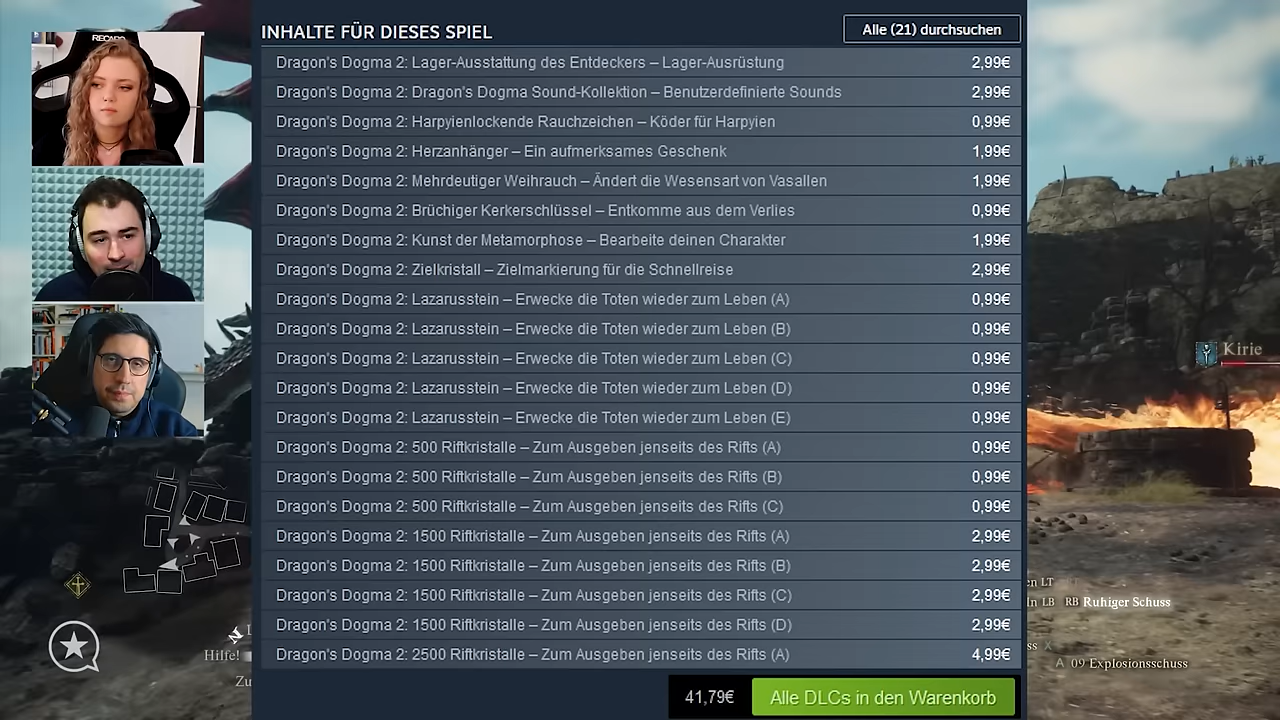 INHALTE FÜR DIESES SPIEL
Alle (21) durchsuchen
Dragon's Dogma 2: Lager-Ausstattung des Entdeckers – Lager-Ausrüstung 2,99€
Dragon's Dogma 2: Dragon's Dogma Sound-Kollektion – Benutzerdefinierte Sounds 2,99€
Dragon's Dogma 2: Harpyienlockende Rauchzeichen – Köder für Harpyien 0,99€
Dragon's Dogma 2: Herzanhänger – Ein aufmerksames Geschenk 1,99€
Dragon's Dogma 2: Mehrdeutiger Weihrauch – Ändert die Wesensart von Vasallen 1,99€
Dragon's Dogma 2: Brüchiger Kerkerschlüssel – Entkomme aus dem Verlies 0,99€
Dragon's Dogma 2: Kunst der Metamorphose – Bearbeite deinen Charakter 1,99€
Dragon's Dogma 2: Zielkristall – Zielmarkierung für die Schnellreise 2,99€
Dragon's Dogma 2: Lazarusstein – Erwecke die Toten wieder zum Leben (A) 0,99€
Dragon's Dogma 2: Lazarusstein – Erwecke die Toten wieder zum Leben (B) 0,99€
Dragon's Dogma 2: Lazarusstein – Erwecke die Toten wieder zum Leben (C) 0,99€
Dragon's Dogma 2: Lazarusstein – Erwecke die Toten wieder zum Leben (D) 0,99€
Dragon's Dogma 2: Lazarusstein – Erwecke die Toten wieder zum Leben (E) 0,99€
Dragon's Dogma 2: 500 Riftkristalle – Zum Ausgeben jenseits des Rifts (A) 0,99€
Dragon's Dogma 2: 500 Riftkristalle – Zum Ausgeben jenseits des Rifts (B) 0,99€
Dragon's Dogma 2: 500 Riftkristalle – Zum Ausgeben jenseits des Rifts (C) 0,99€
Dragon's Dogma 2: 1500 Riftkristalle – Zum Ausgeben jenseits des Rifts (A) 2,99€
Dragon's Dogma 2: 1500 Riftkristalle – Zum Ausgeben jenseits des Rifts (B) 2,99€
Dragon's Dogma 2: 1500 Riftkristalle – Zum Ausgeben jenseits des Rifts (C) 2,99€
Dragon's Dogma 2: 1500 Riftkristalle – Zum Ausgeben jenseits des Rifts (D) 2,99€
Dragon's Dogma 2: 2500 Riftkristalle – Zum Ausgeben jenseits des Rifts (A) 4,99€
41,79€ Alle DLCs in den Warenkorb
RECARO
Hilfe!
Zu
Kirie
en LT
In LB RB Ruhiger Schuss
ss X
A 09 Explosionsschuss